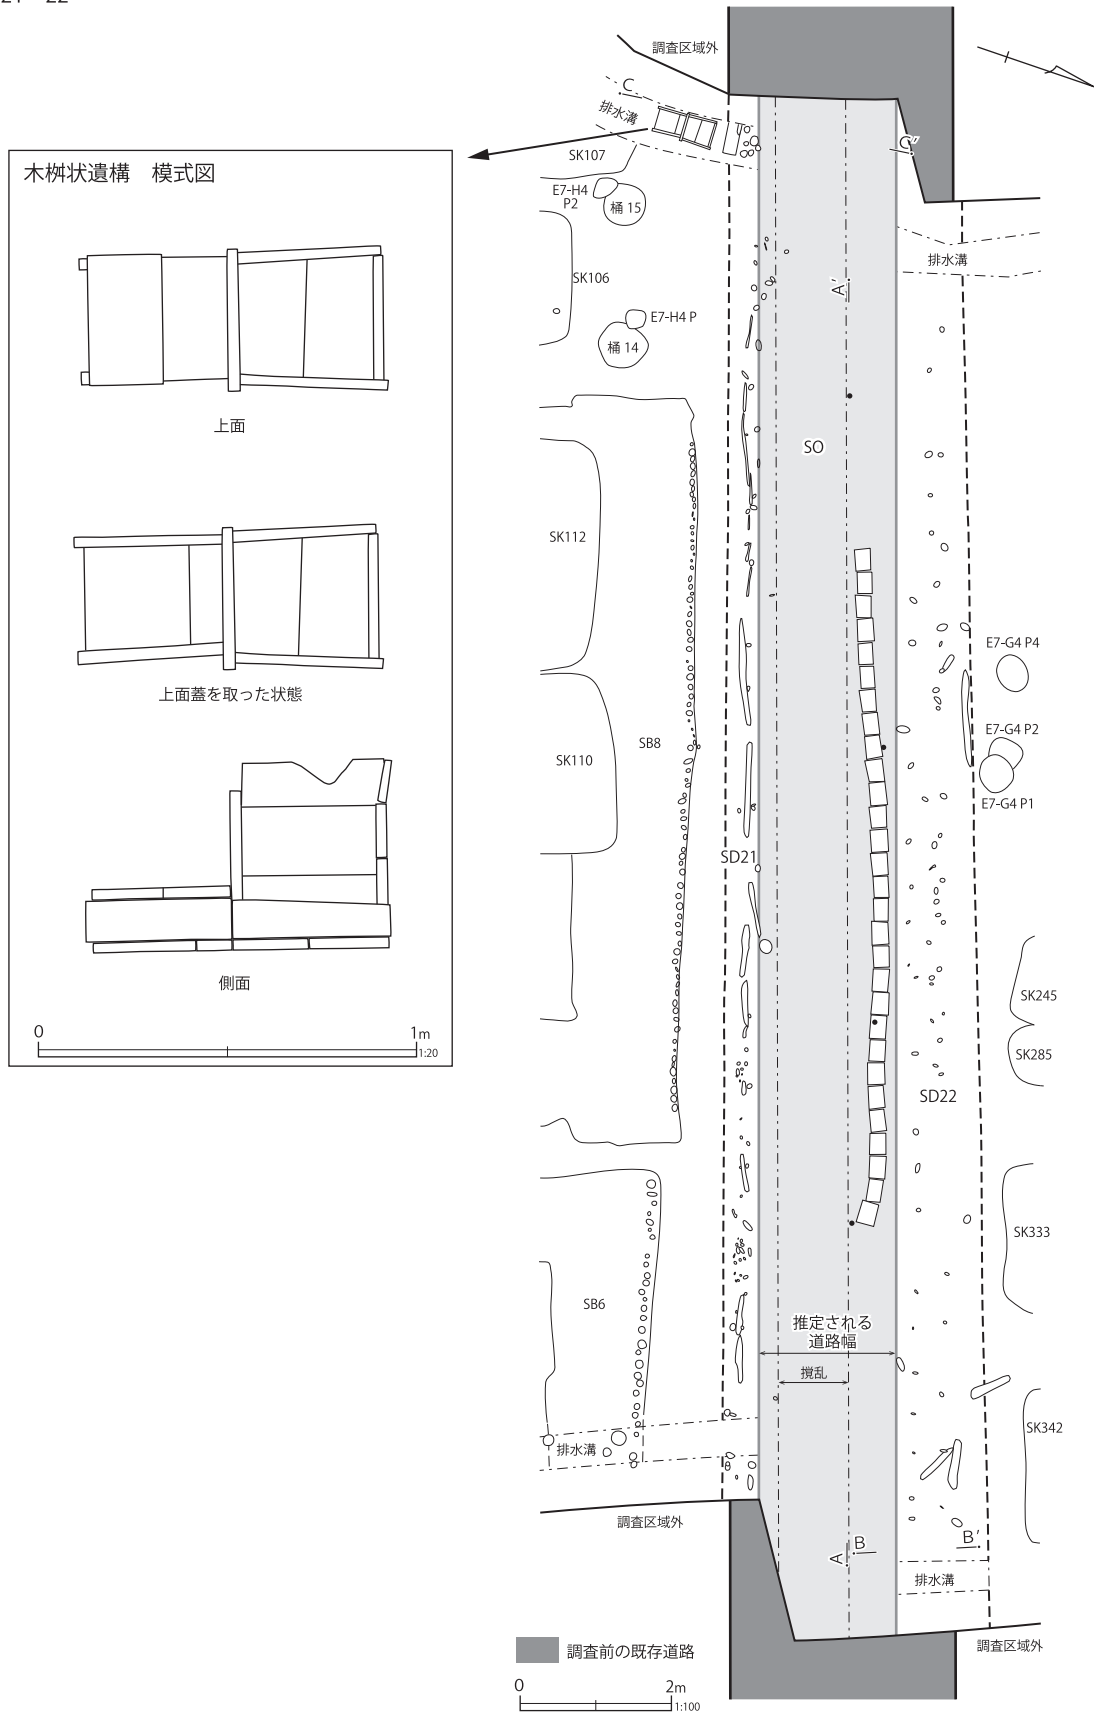 調査区域外
C
排水溝
C'
SK107
E7-H4
P2
桶 15
排水溝
SK106
A'
E7-H4 P
桶 14
SO
SK112
E7-G4 P4
SB8
SK110
E7-G4 P2
E7-G4 P1
SD21
SK245
SK285
SD22
SK333
SB6
推定される
道路幅
撹乱
SK342
排水溝
調査区域外
A
B
B'
排水溝
調査区域外
調査前の既存道路
0 2m
1:100
木桝状遺構 模式図
上面
上面蓋を取った状態
側面
0 1m
1:20